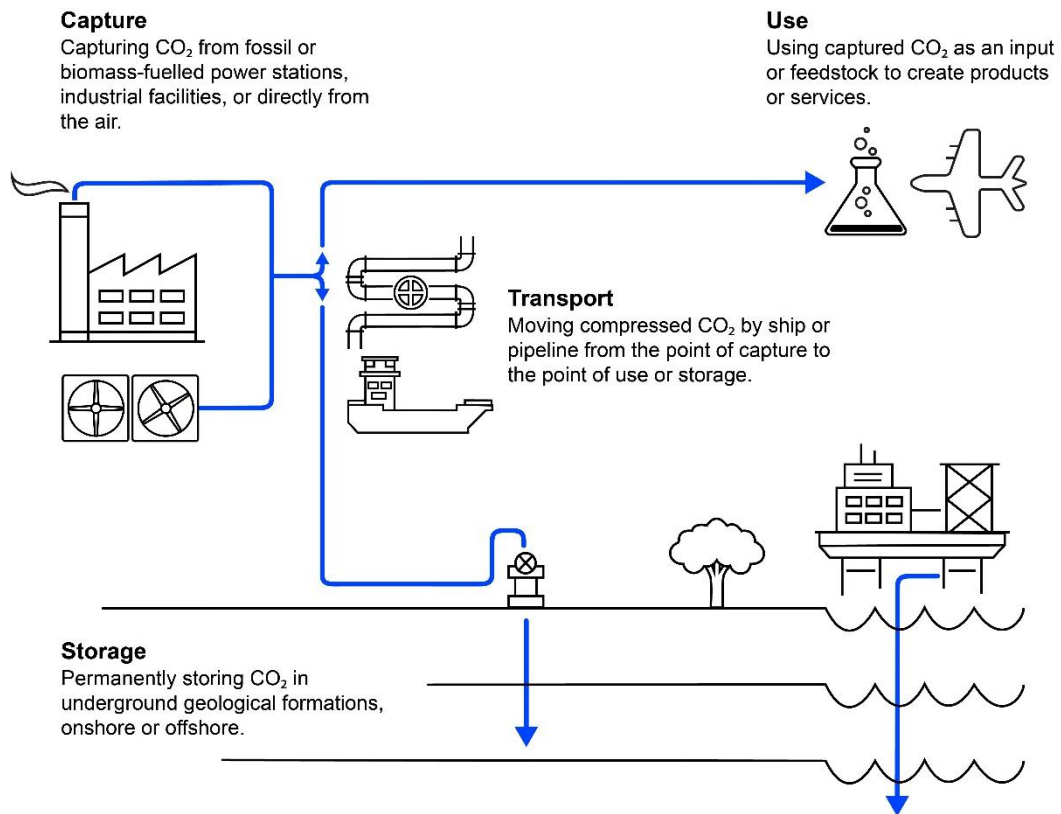 Capture
Capturing CO₂ from fossil or
biomass-fuelled power stations,
industrial facilities, or directly from
the air.
Use
Using captured CO₂ as an input
or feedstock to create products
or services.
Transport
Moving compressed CO₂ by ship or
pipeline from the point of capture to
the point of use or storage.
Storage
Permanently storing CO₂ in
underground geological formations,
onshore or offshore.